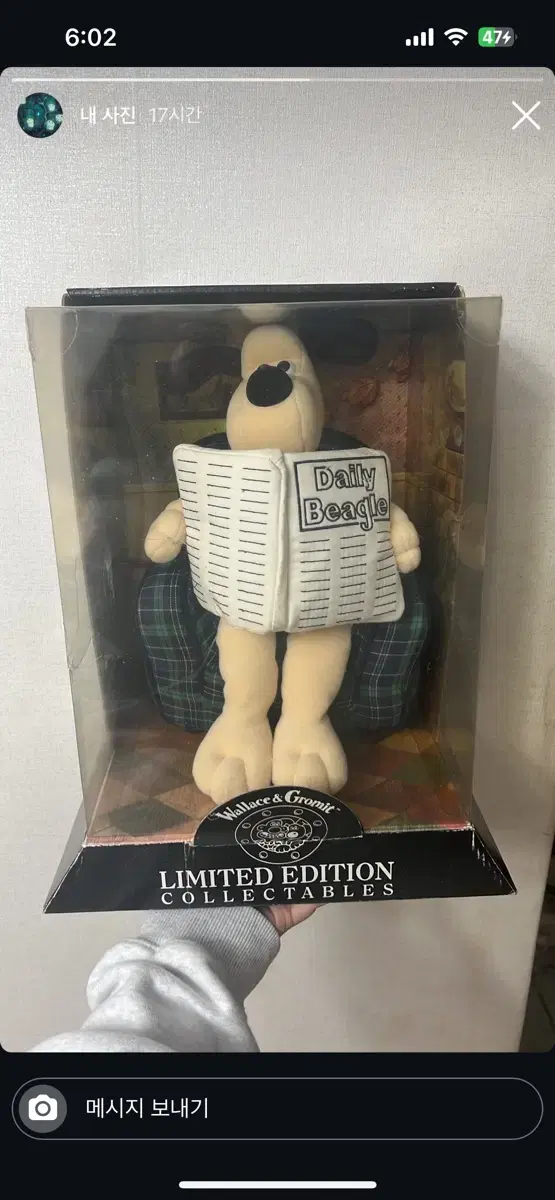 6:02
47
내 사진 17시간
Daily
Beagle
Wallace & Gromit
LIMITED EDITION
COLLECTABLES
메시지 보내기